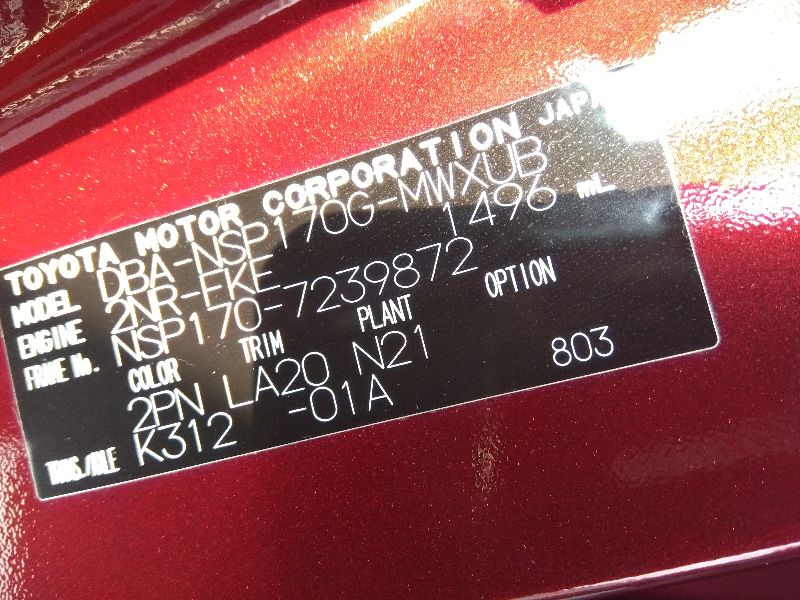 TOYOTA MOTOR CORPORATION JAPAN
MODEL DBA-NSP170G-MWXUB
ENGINE 2NR-FKE 1496 mL
FRAME No. NSP170-7239872
COLOR TRIM PLANT OPTION
2PN LA20 N21 803
TRANS./AXLE K312 -01A